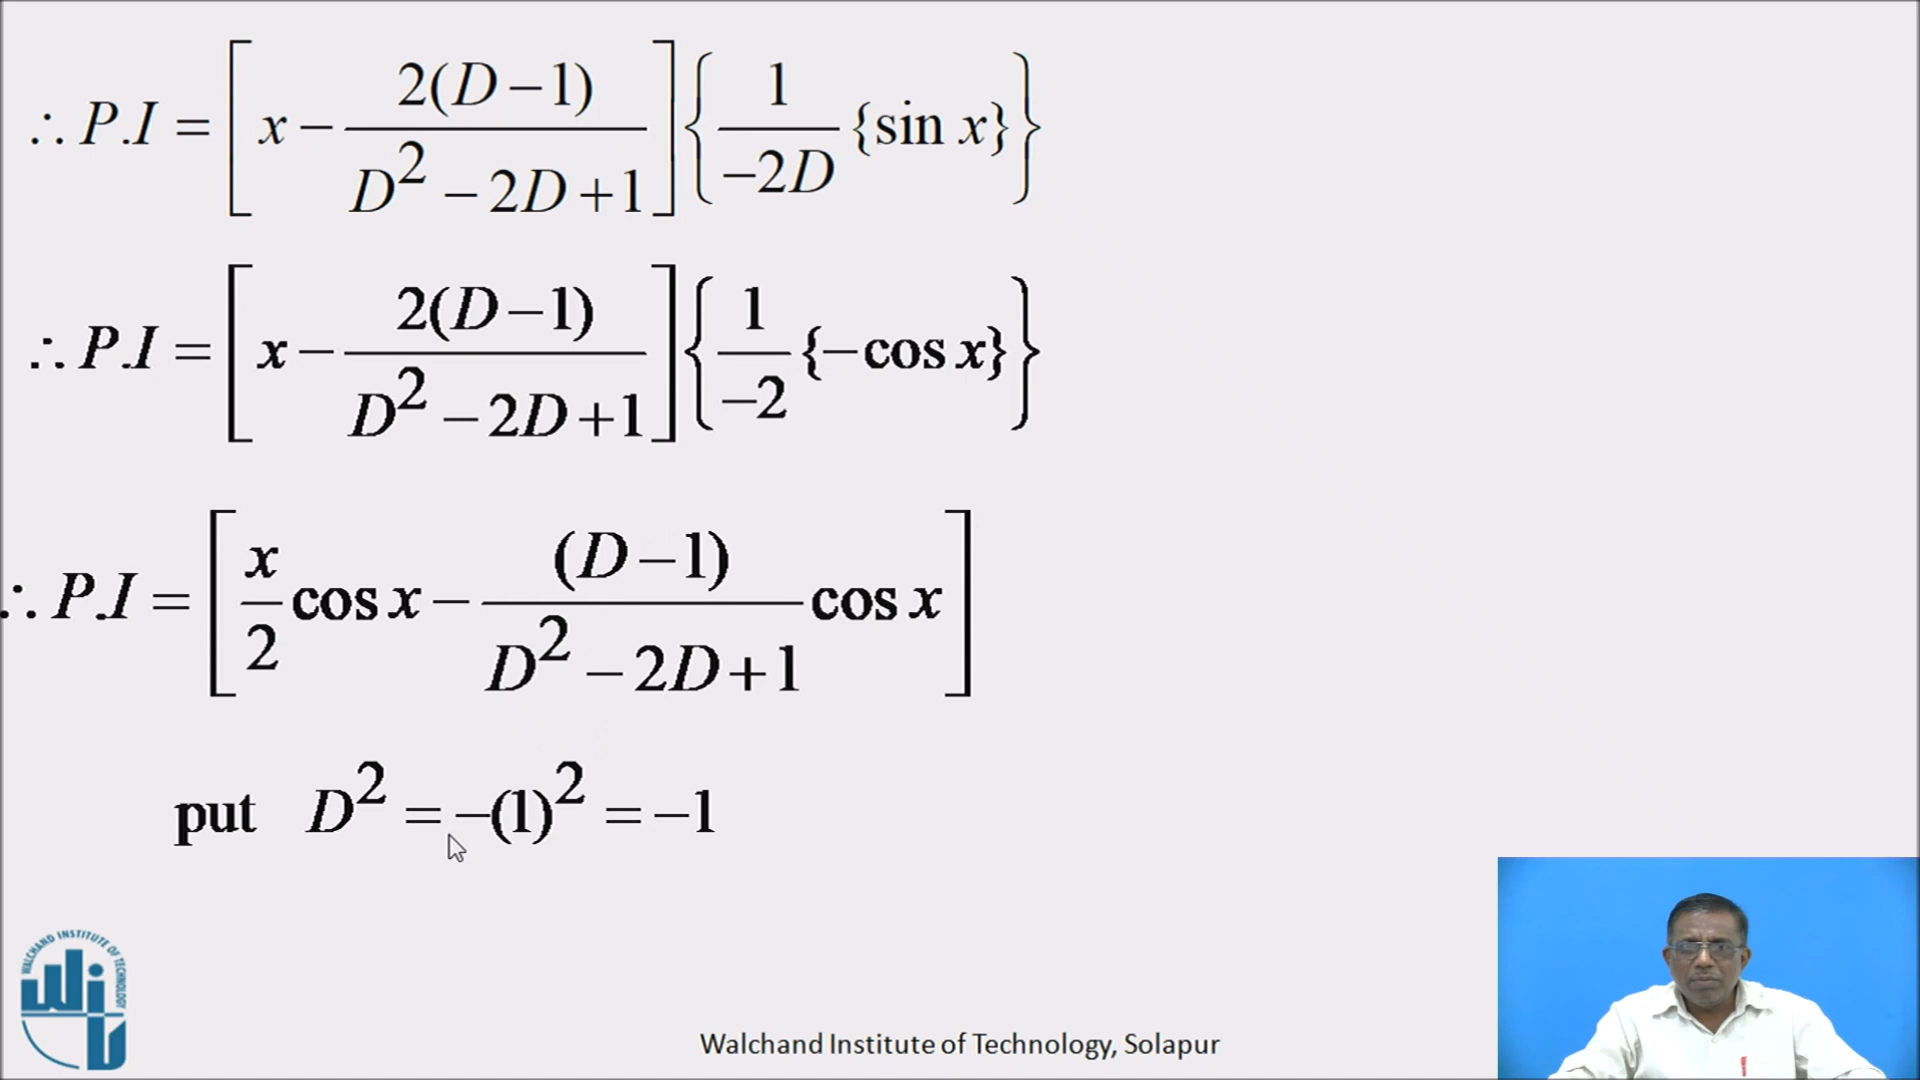 ∴ P.I = [ x − 2(D−1) / (D² − 2D + 1) ] { 1/(−2D) {sin x} }
∴ P.I = [ x − 2(D−1) / (D² − 2D + 1) ] { 1/(−2) {−cos x} }
∴ P.I = [ x/2 cos x − (D−1) / (D² − 2D + 1) cos x ]
put D² = −(1)² = −1
WALCHAND INSTITUTE OF TECHNOLOGY
Walchand Institute of Technology, Solapur